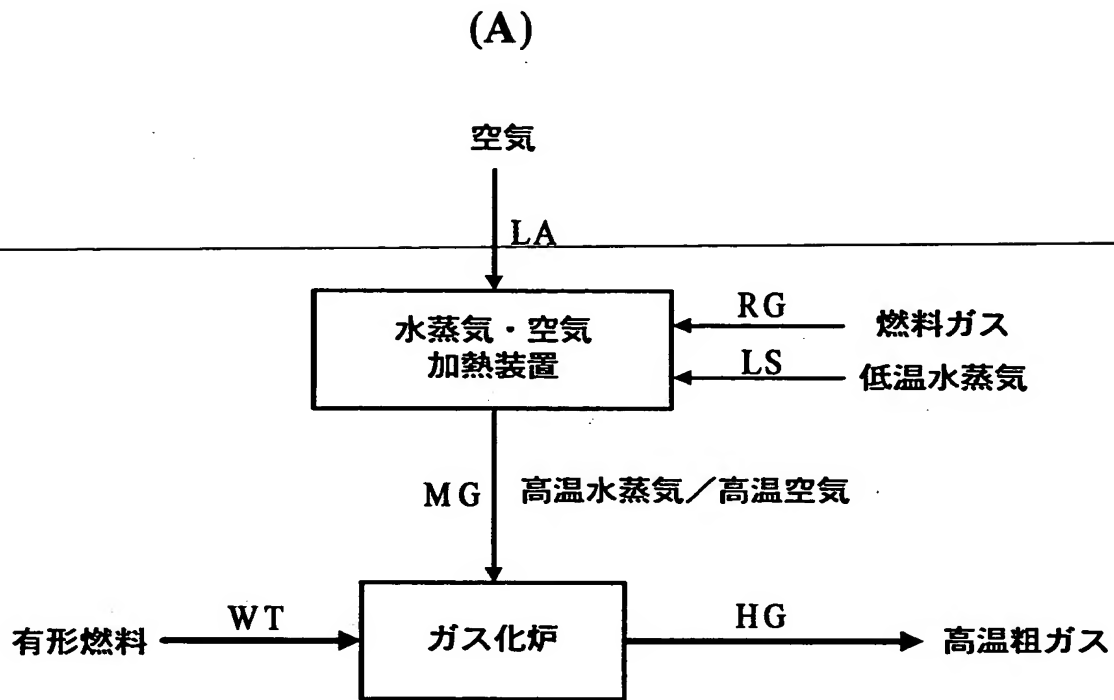 (A)
空気
LA
水蒸気・空気
加熱装置
RG
燃料ガス
LS
低温水蒸気
MG
高温水蒸気／高温空気
有形燃料
WT
ガス化炉
HG
高温粗ガス